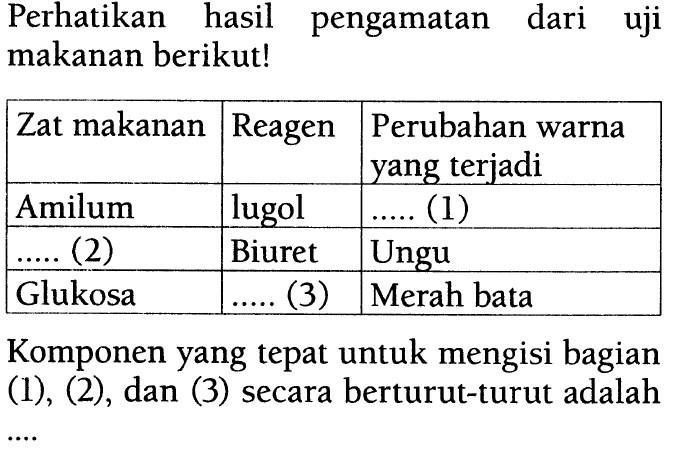 Perhatikan hasil pengamatan dari uji
makanan berikut!
Zat makanan Reagen Perubahan warna
yang terjadi
Amilum lugol ..... (1)
..... (2) Biuret Ungu
Glukosa ..... (3) Merah bata
Komponen yang tepat untuk mengisi bagian
(1), (2), dan (3) secara berturut-turut adalah
....